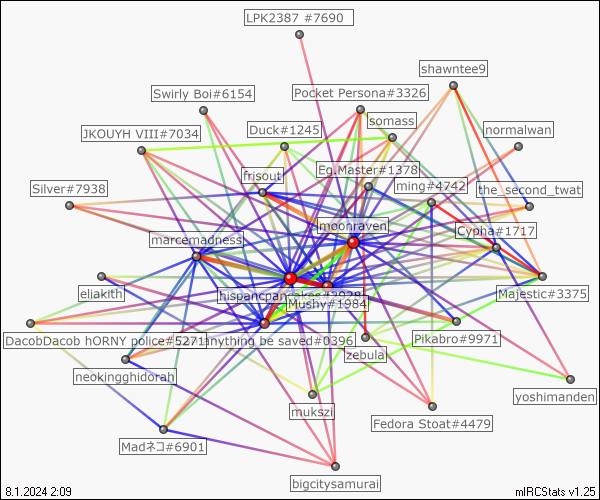 LPK2387 #7690
shawntee9
Swirly Boi#6154
Pocket Persona#3326
somass
JKOUYH VIII#7034
Duck#1245
normalwan
frisout
Eg.Master#1378
ming#4742
Silver#7938
the_second_twat
moonraven
Cypha#1717
marcemadness
eliakith
hispancpan
Majestic#3375
Mushy#1984
DacobDacob hORNY police#5271
anything be saved#0396
Pikabro#9971
zebula
neokingghidorah
yoshimanden
mukszi
Fedora Stoat#4479
Madネコ#6901
bigcitysamurai
8.1.2024 2:09
mIRCStats v1.25